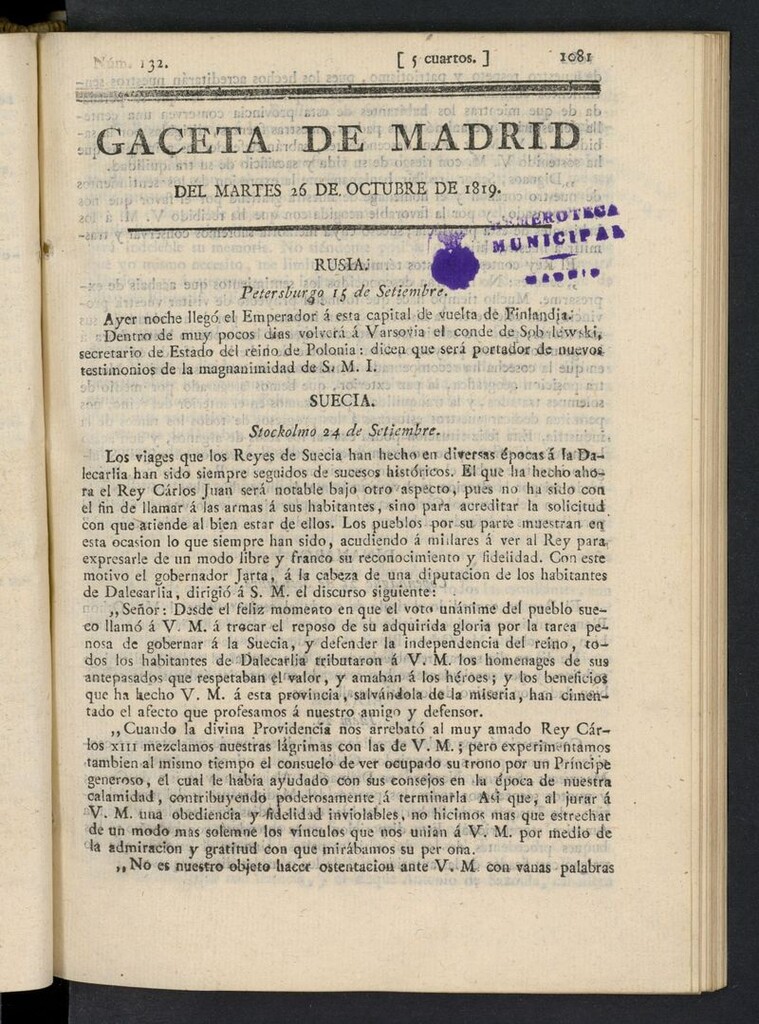 Núm. 132. [ 5 cuartos. ] 1081
GACETA DE MADRID
DEL MARTES 26 DE OCTUBRE DE 1819.
HEMEROTECA
MUNICIPAL
MADRID
RUSIA.
Petersburgo 15 de Setiembre.
Ayer noche llegó el Emperador á esta capital de vuelta de Finlandia.
Dentro de muy pocos dias volverá á Varsovia el conde de Sobolewski,
secretario de Estado del reino de Polonia: dicen que será portador de nuevos
testimonios de la magnanimidad de S. M. I.
SUECIA.
Stockolmo 24 de Setiembre.
Los viages que los Reyes de Suecia han hecho en diversas épocas á la Da-
lecarlia han sido siempre seguidos de sucesos históricos. El que ha hecho aho-
ra el Rey Cárlos Juan será notable bajo otro aspecto, pues no ha sido con
el fin de llamar á las armas á sus habitantes, sino para acreditar la solicitud
con que atiende al bien estar de ellos. Los pueblos por su parte muestran en
esta ocasion lo que siempre han sido, acudiendo á millares á ver al Rey para
expresarle de un modo libre y franco su reconocimiento y fidelidad. Con este
motivo el gobernador Jarta, á la cabeza de una diputacion de los habitantes
de Dalecarlia, dirigió á S. M. el discurso siguiente:
„Señor: Desde el feliz momento en que el voto unánime del pueblo sue-
co llamó á V. M. á trocar el reposo de su adquirida gloria por la tarea pe-
nosa de gobernar á la Suecia, y defender la independencia del reino, to-
dos los habitantes de Dalecarlia tributaron á V. M. los homenages de sus
antepasados que respetaban el valor, y amaban á los héroes; y los beneficios
que ha hecho V. M. á esta provincia, salvándola de la miseria, han cimen-
tado el afecto que profesamos á nuestro amigo y defensor.
„Cuando la divina Providencia nos arrebató al muy amado Rey Cár-
los XIII mezclamos nuestras lágrimas con las de V. M.; pero experimentamos
tambien al mismo tiempo el consuelo de ver ocupado su trono por un Príncipe
generoso, el cual le habia ayudado con sus consejos en la época de nuestra
calamidad, contribuyendo poderosamente á terminarla Asi que, al jurar á
V. M. una obediencia y fidelidad inviolables, no hicimos mas que estrechar
de un modo mas solemne los vínculos que nos unian á V. M. por medio de
la admiracion y gratitud con que mirábamos su per ona.
„No es nuestro objeto hacer ostentacion ante V. M. con vanas palabras